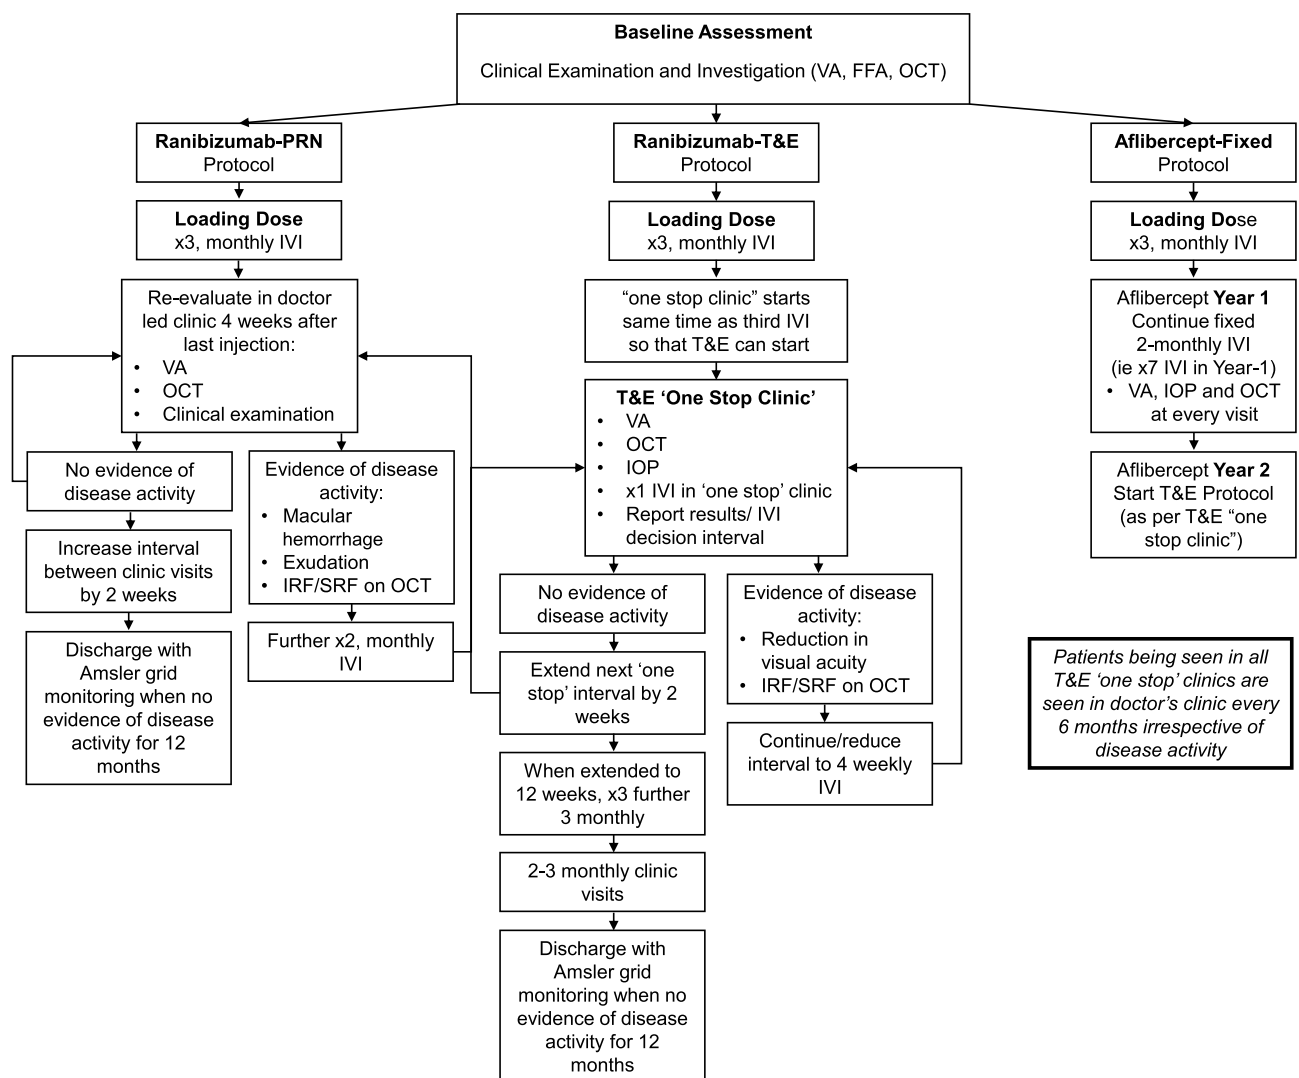 Baseline Assessment
Clinical Examination and Investigation (VA, FFA, OCT)
Ranibizumab-PRN
Protocol
Loading Dose
x3, monthly IVI
Re-evaluate in doctor
led clinic 4 weeks after
last injection:
• VA
• OCT
• Clinical examination
No evidence of
disease activity
Increase interval
between clinic visits
by 2 weeks
Discharge with
Amsler grid
monitoring when no
evidence of disease
activity for 12
months
Evidence of disease
activity:
• Macular
hemorrhage
• Exudation
• IRF/SRF on OCT
Further x2, monthly
IVI
Ranibizumab-T&E
Protocol
Loading Dose
x3, monthly IVI
“one stop clinic” starts
same time as third IVI
so that T&E can start
T&E ‘One Stop Clinic’
• VA
• OCT
• IOP
• x1 IVI in ‘one stop’ clinic
• Report results/ IVI
decision interval
No evidence of
disease activity
Extend next ‘one
stop’ interval by 2
weeks
When extended to
12 weeks, x3 further
3 monthly
2-3 monthly clinic
visits
Discharge with
Amsler grid
monitoring when no
evidence of disease
activity for 12
months
Evidence of disease
activity:
• Reduction in
visual acuity
• IRF/SRF on OCT
Continue/reduce
interval to 4 weekly
IVI
Aflibercept-Fixed
Protocol
Loading Dose
x3, monthly IVI
Aflibercept Year 1
Continue fixed
2-monthly IVI
(ie x7 IVI in Year-1)
• VA, IOP and OCT
at every visit
Aflibercept Year 2
Start T&E Protocol
(as per T&E “one
stop clinic”)
Patients being seen in all
T&E ‘one stop’ clinics are
seen in doctor’s clinic every
6 months irrespective of
disease activity